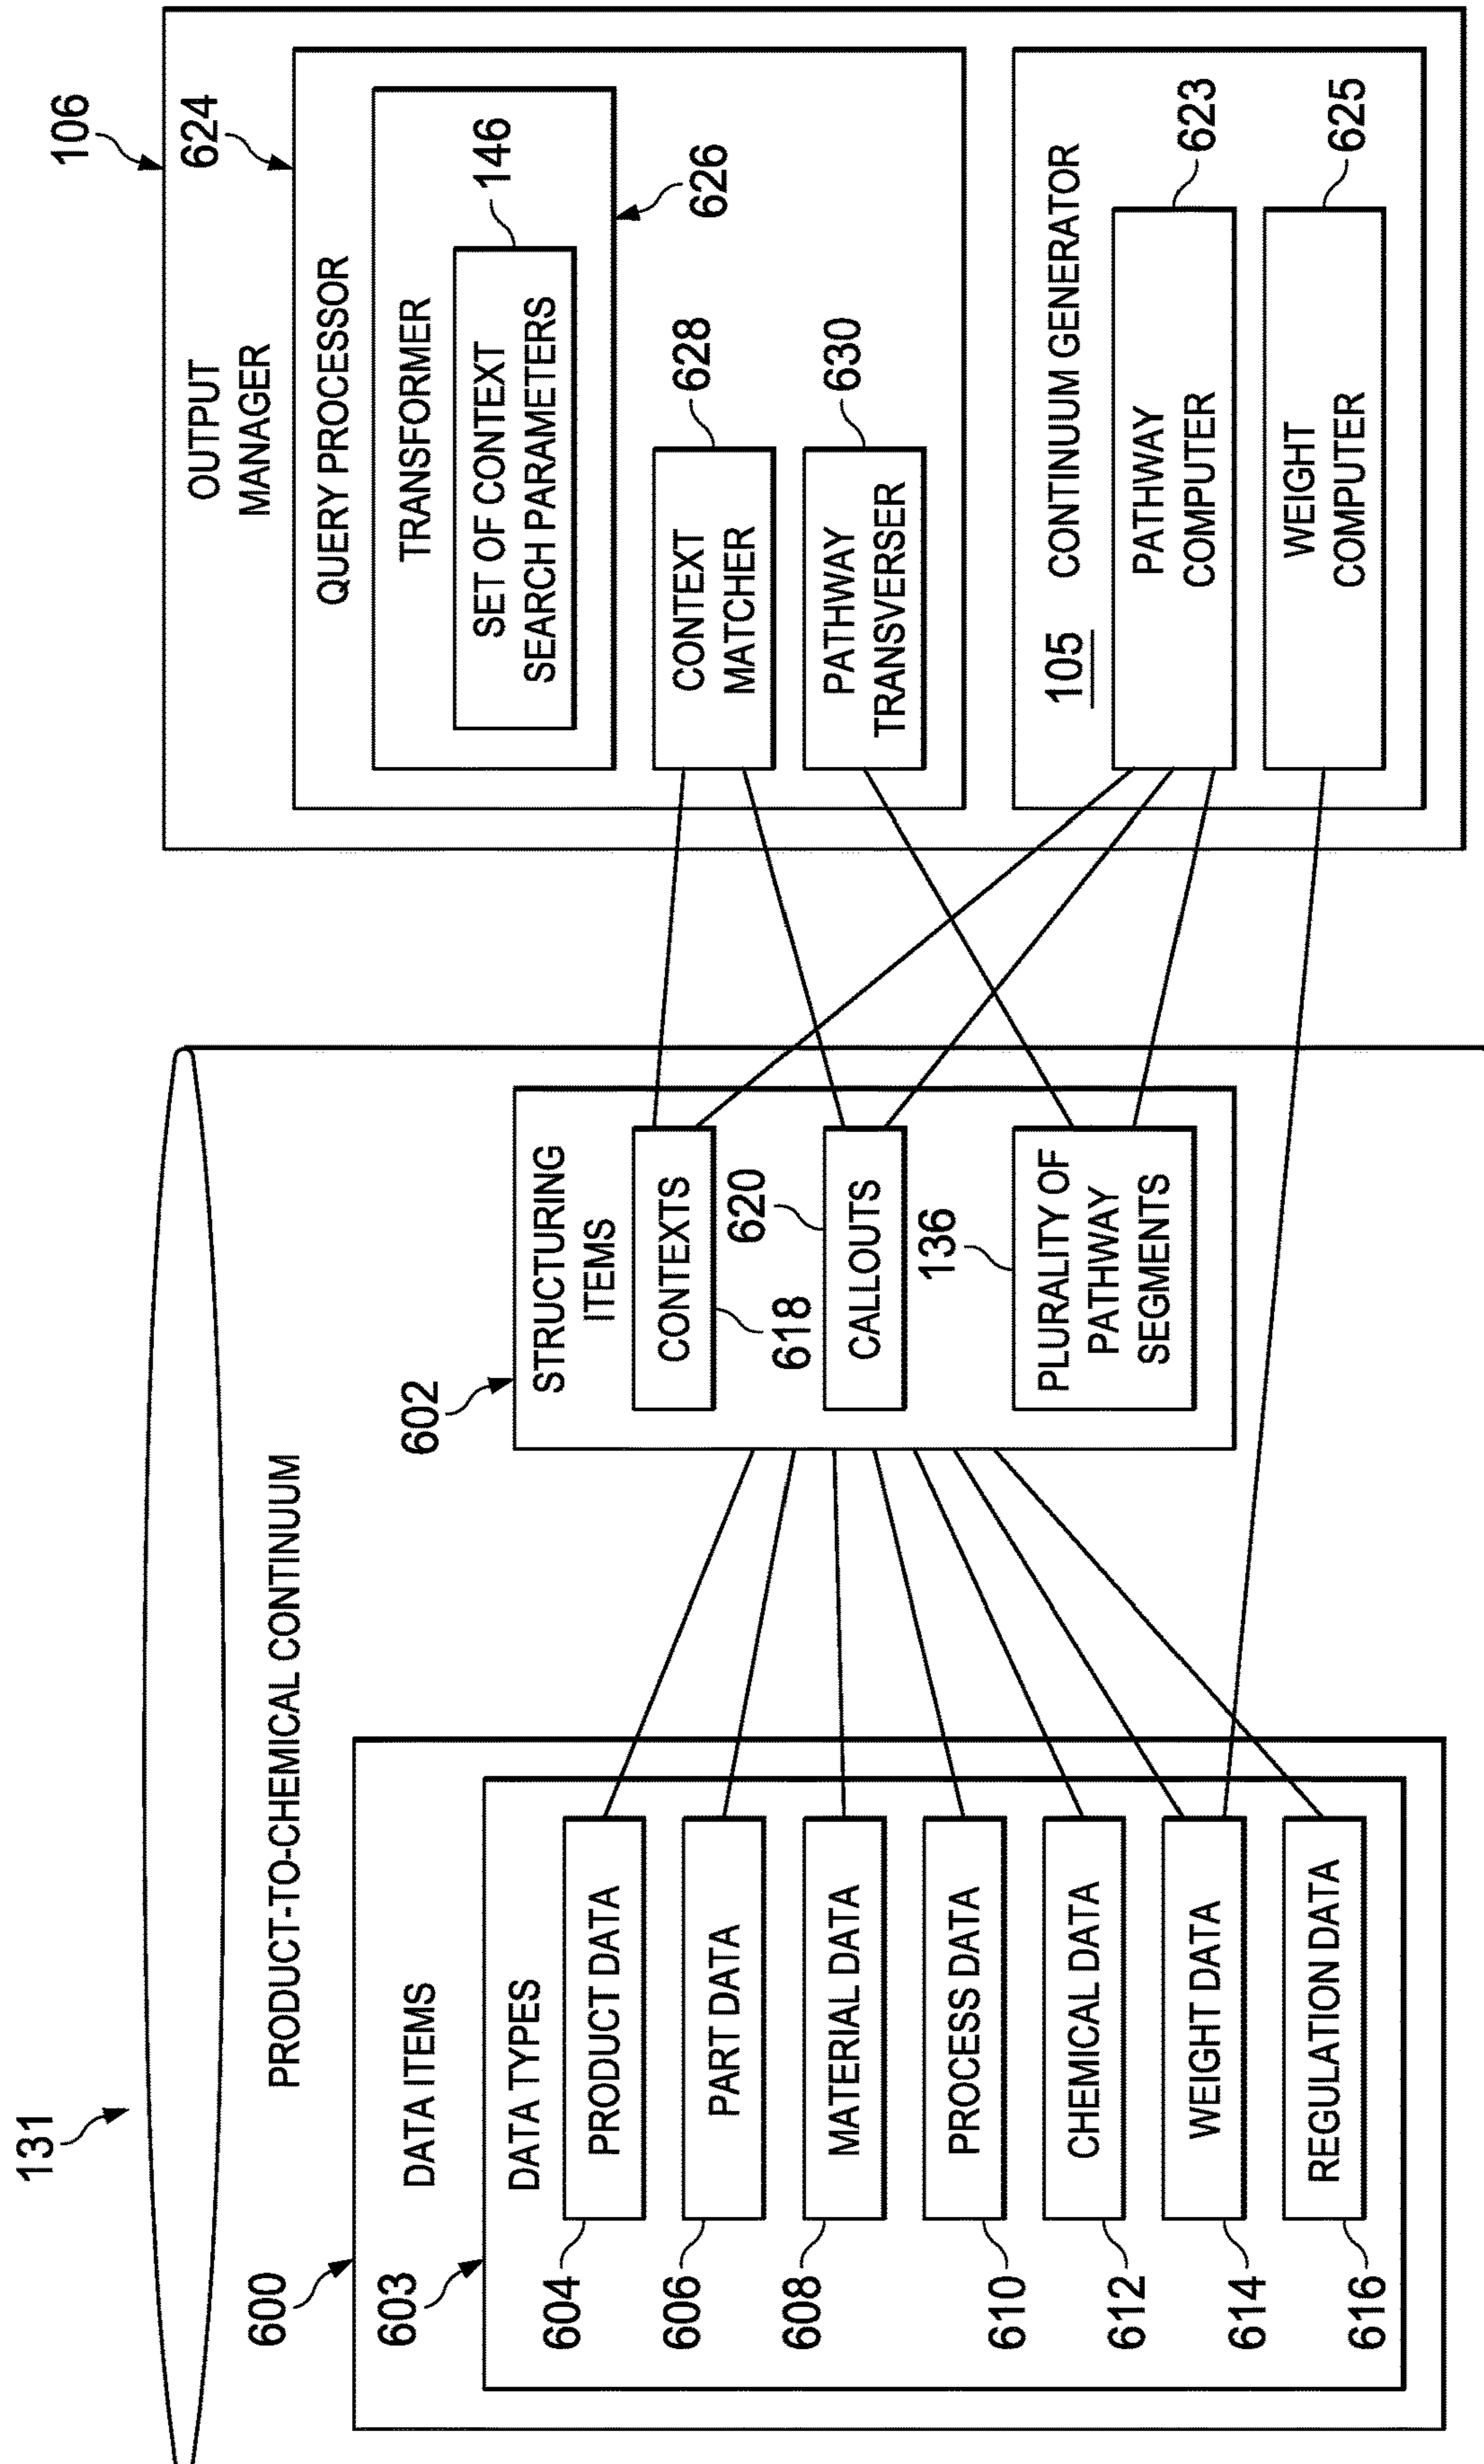 131
PRODUCT-TO-CHEMICAL CONTINUUM
600
DATA ITEMS
603
DATA TYPES
604
PRODUCT DATA
606
PART DATA
608
MATERIAL DATA
610
PROCESS DATA
612
CHEMICAL DATA
614
WEIGHT DATA
616
REGULATION DATA
602
STRUCTURING
ITEMS
CONTEXTS
618
620
CALLOUTS
136
PLURALITY OF
PATHWAY
SEGMENTS
106
OUTPUT
MANAGER
624
QUERY PROCESSOR
TRANSFORMER
626
146
SET OF CONTEXT
SEARCH PARAMETERS
628
CONTEXT
MATCHER
630
PATHWAY
TRANSVERSER
105
CONTINUUM GENERATOR
623
PATHWAY
COMPUTER
625
WEIGHT
COMPUTER